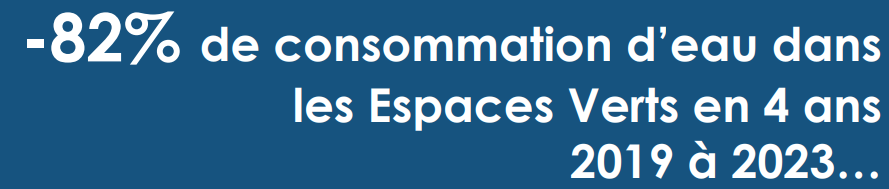 -82% de consommation d’eau dans
les Espaces Verts en 4 ans
2019 à 2023…